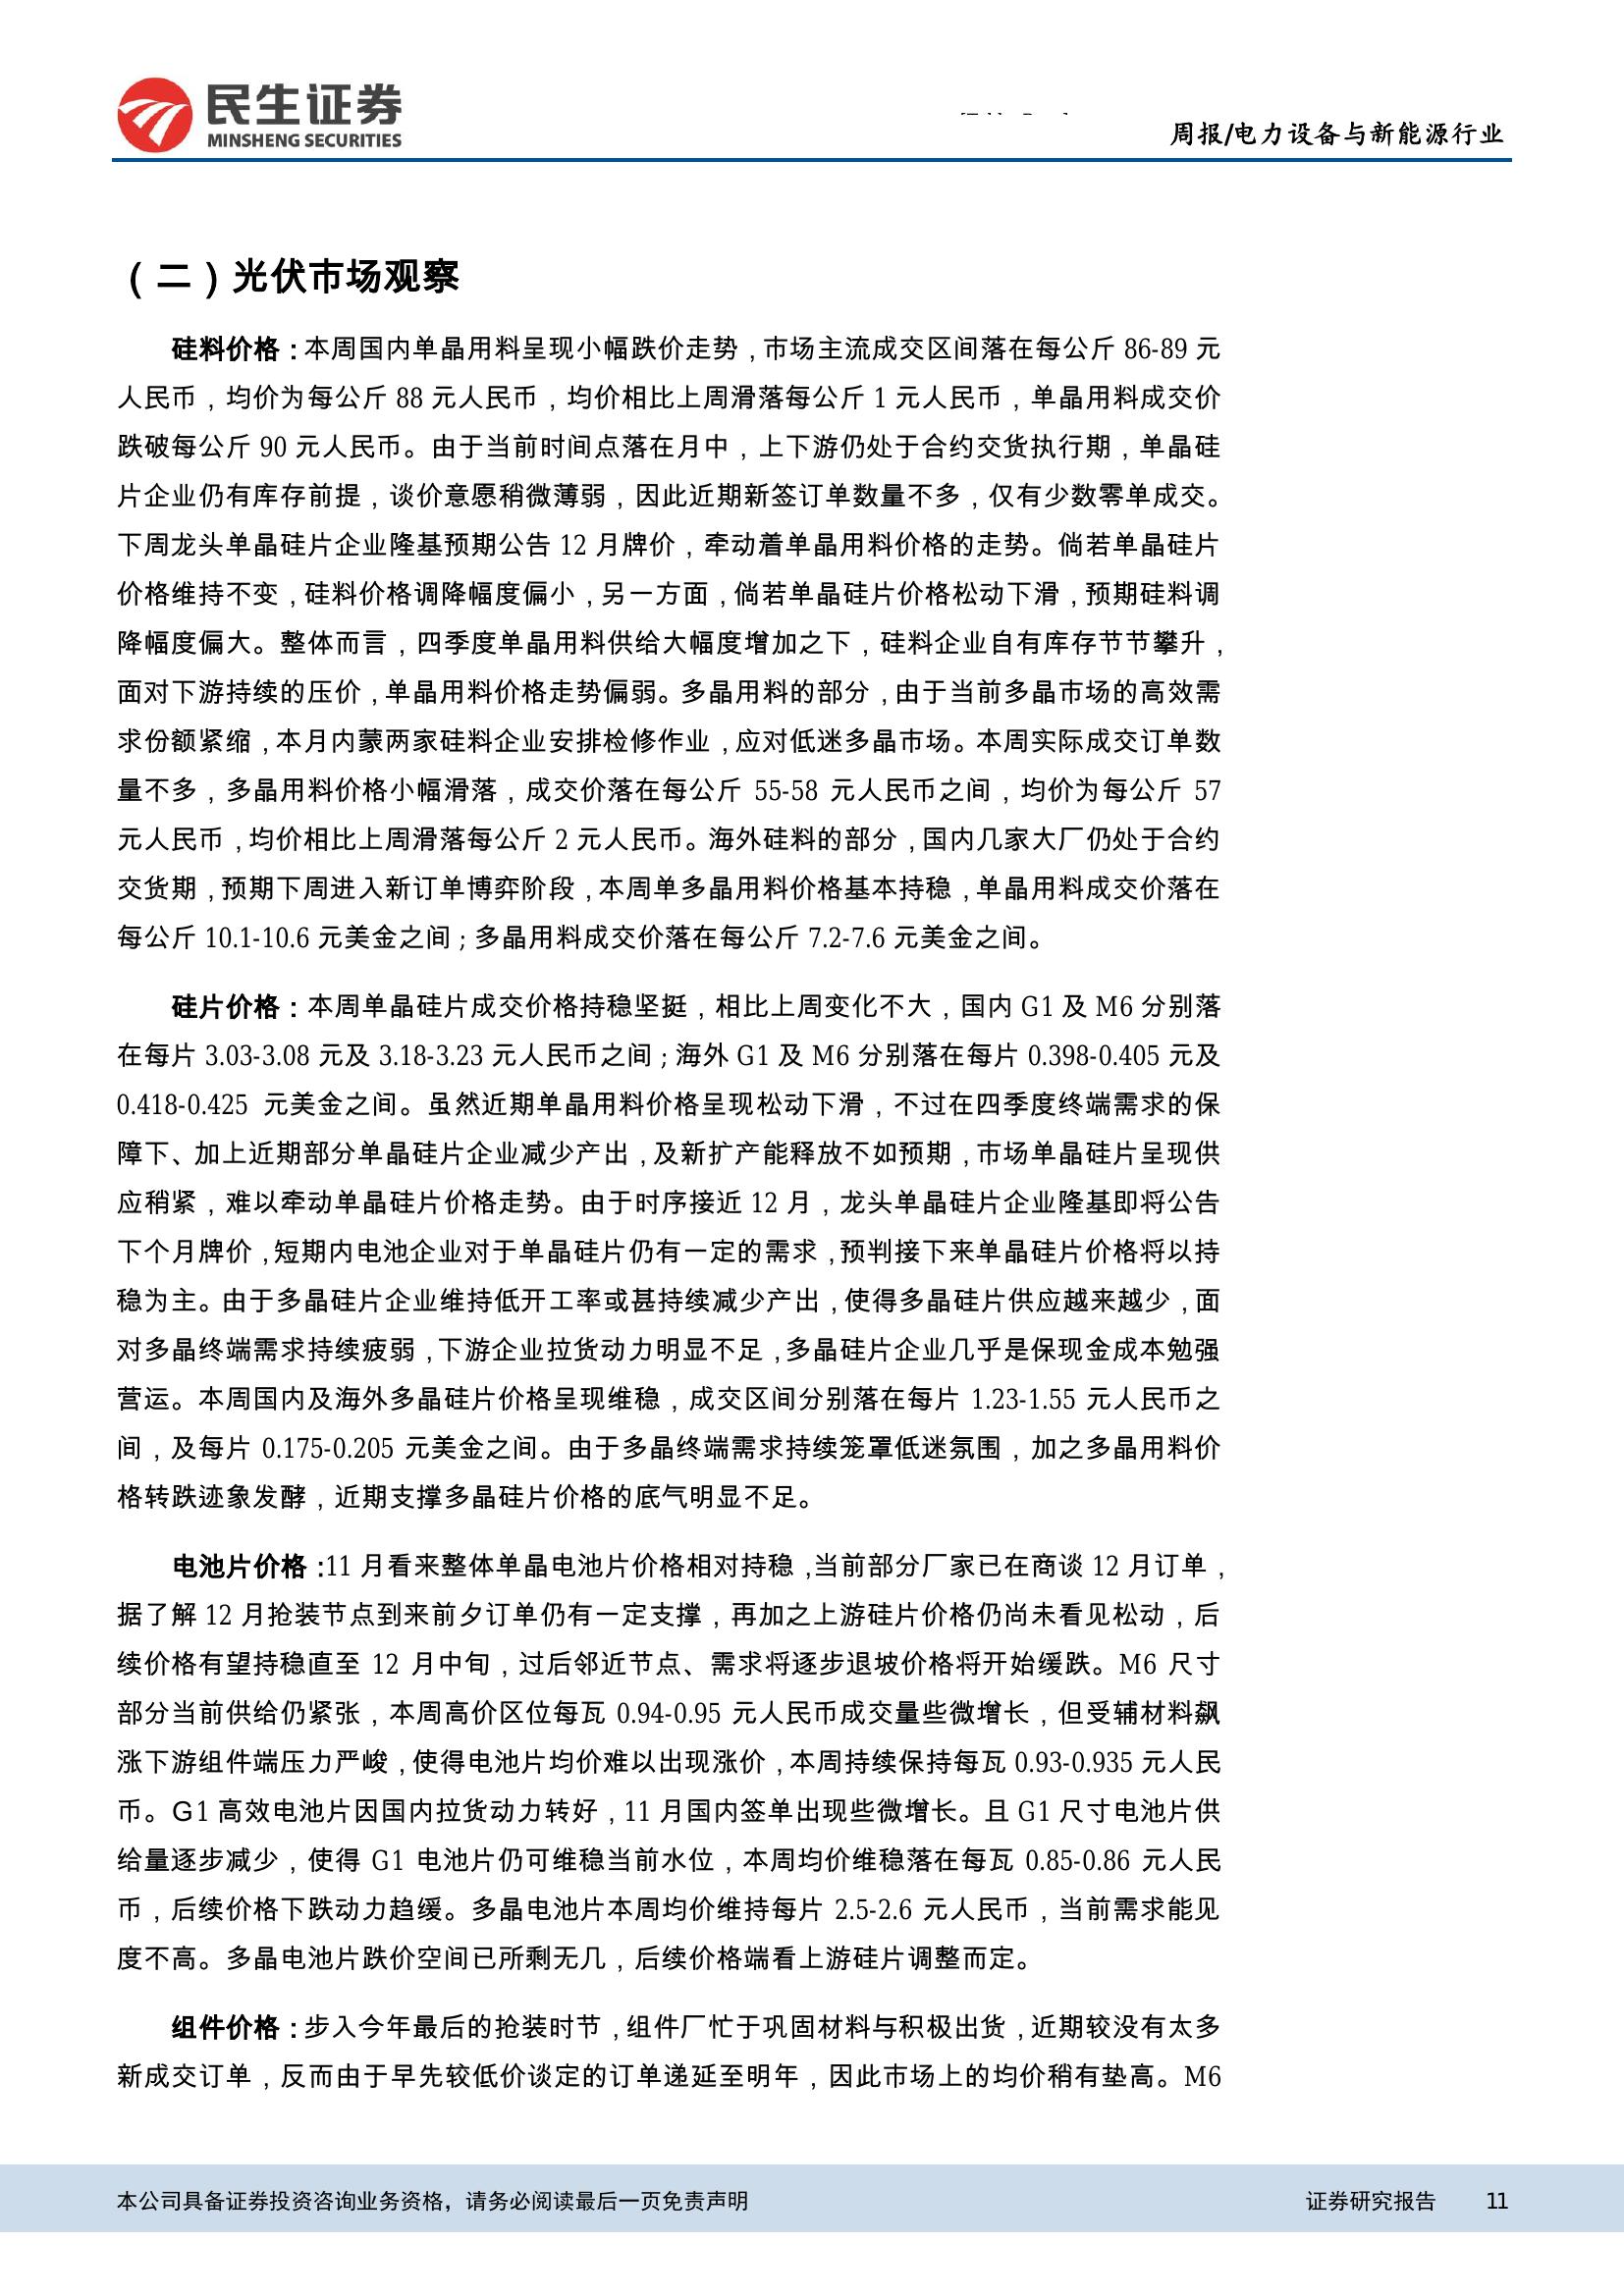 民生证券
MINSHENG SECURITIES
周报/电力设备与新能源行业
(二)光伏市场观察
硅料价格：本周国内单晶用料呈现小幅跌价走势，市场主流成交区间落在每公斤 86-89 元
人民币，均价为每公斤 88 元人民币，均价相比上周滑落每公斤 1 元人民币，单晶用料成交价
跌破每公斤 90 元人民币。由于当前时间点落在月中，上下游仍处于合约交货执行期，单晶硅
片企业仍有库存前提，谈价意愿稍微薄弱，因此近期新签订单数量不多，仅有少数零单成交。
下周龙头单晶硅片企业隆基预期公告 12 月牌价，牵动着单晶用料价格的走势。倘若单晶硅片
价格维持不变，硅料价格调降幅度偏小，另一方面，倘若单晶硅片价格松动下滑，预期硅料调
降幅度偏大。整体而言，四季度单晶用料供给大幅度增加之下，硅料企业自有库存节节攀升，
面对下游持续的压价，单晶用料价格走势偏弱。多晶用料的部分，由于当前多晶市场的高效需
求份额紧缩，本月内蒙两家硅料企业安排检修作业，应对低迷多晶市场。本周实际成交订单数
量不多，多晶用料价格小幅滑落，成交价落在每公斤 55-58 元人民币之间，均价为每公斤 57
元人民币，均价相比上周滑落每公斤 2 元人民币。海外硅料的部分，国内几家大厂仍处于合约
交货期，预期下周进入新订单博弈阶段，本周单多晶用料价格基本持稳，单晶用料成交价落在
每公斤 10.1-10.6 元美金之间；多晶用料成交价落在每公斤 7.2-7.6 元美金之间。
硅片价格：本周单晶硅片成交价格持稳坚挺，相比上周变化不大，国内 G1 及 M6 分别落
在每片 3.03-3.08 元及 3.18-3.23 元人民币之间；海外 G1 及 M6 分别落在每片 0.398-0.405 元及
0.418-0.425 元美金之间。虽然近期单晶用料价格呈现松动下滑，不过在四季度终端需求的保
障下、加上近期部分单晶硅片企业减少产出，及新扩产能释放不如预期，市场单晶硅片呈现供
应稍紧，难以牵动单晶硅片价格走势。由于时序接近 12 月，龙头单晶硅片企业隆基即将公告
下个月牌价，短期内电池企业对于单晶硅片仍有一定的需求，预判接下来单晶硅片价格将以持
稳为主。由于多晶硅片企业维持低开工率或甚持续减少产出，使得多晶硅片供应越来越少，面
对多晶终端需求持续疲弱，下游企业拉货动力明显不足，多晶硅片企业几乎是保现金成本勉强
营运。本周国内及海外多晶硅片价格呈现维稳，成交区间分别落在每片 1.23-1.55 元人民币之
间，及每片 0.175-0.205 元美金之间。由于多晶终端需求持续笼罩低迷氛围，加之多晶用料价
格转跌迹象发酵，近期支撑多晶硅片价格的底气明显不足。
电池片价格：11 月看来整体单晶电池片价格相对持稳，当前部分厂家已在商谈 12 月订单，
据了解 12 月抢装节点到来前夕订单仍有一定支撑，再加之上游硅片价格仍尚未看见松动，后
续价格有望持稳直至 12 月中旬，过后邻近节点、需求将逐步退坡价格将开始缓跌。M6 尺寸
部分当前供给仍紧张，本周高价区位每瓦 0.94-0.95 元人民币成交量些微增长，但受辅材料飙
涨下游组件端压力严峻，使得电池片均价难以出现涨价，本周持续保持每瓦 0.93-0.935 元人民
币。G1 高效电池片因国内拉货动力转好，11 月国内签单出现些微增长。且 G1 尺寸电池片供
给量逐步减少，使得 G1 电池片仍可维稳当前水位，本周均价维稳落在每瓦 0.85-0.86 元人民
币，后续价格下跌动力趋缓。多晶电池片本周均价维持每片 2.5-2.6 元人民币，当前需求能见
度不高。多晶电池片跌价空间已所剩无几，后续价格端看上游硅片调整而定。
组件价格：步入今年最后的抢装时节，组件厂忙于巩固材料与积极出货，近期较没有太多
新成交订单，反而由于早先较低价谈定的订单递延至明年，因此市场上的均价稍有垫高。M6
本公司具备证券投资咨询业务资格，请务必阅读最后一页免责声明
证券研究报告 11